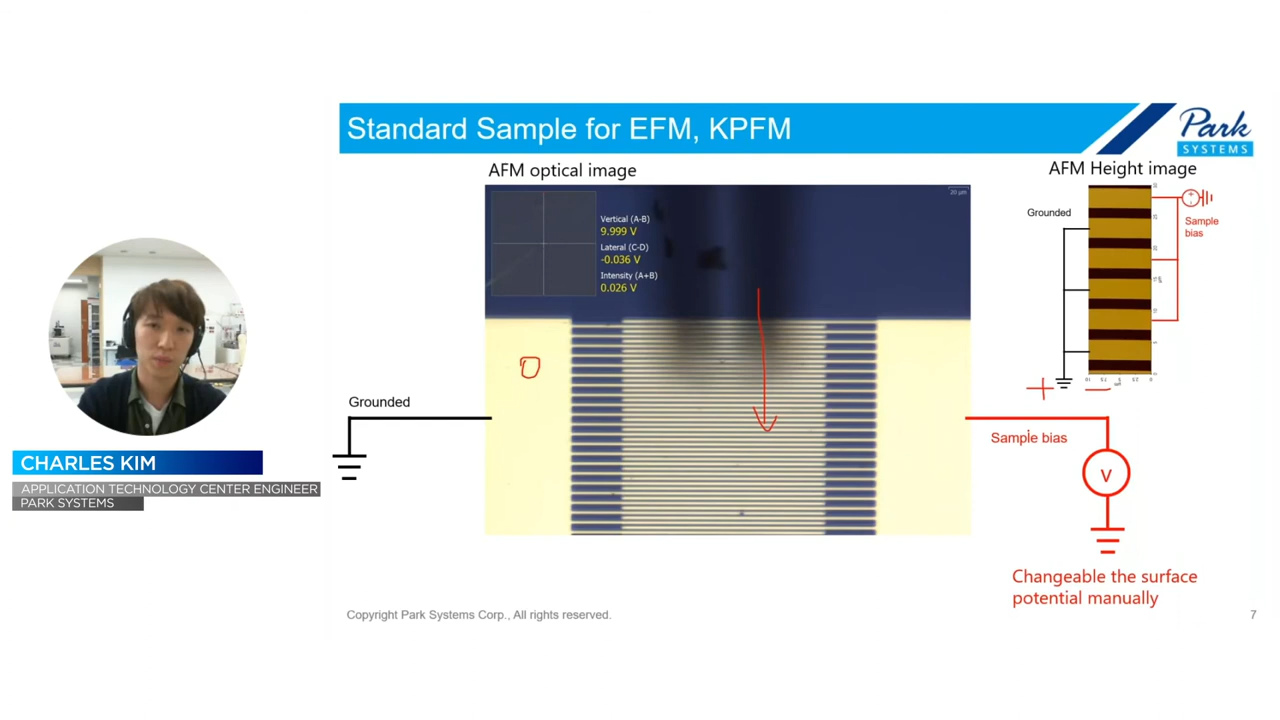 Standard Sample for EFM, KPFM
Park
SYSTEMS
AFM optical image
AFM Height image
Vertical (A-B)
9.999 V
Lateral (C-D)
-0.036 V
Intensity (A+B)
0.026 V
20 µm
Grounded
Sample
bias
Grounded
Sample bias
V
Changeable the surface
potential manually
CHARLES KIM
APPLICATION TECHNOLOGY CENTER ENGINEER
PARK SYSTEMS
Copyright Park Systems Corp., All rights reserved.
7